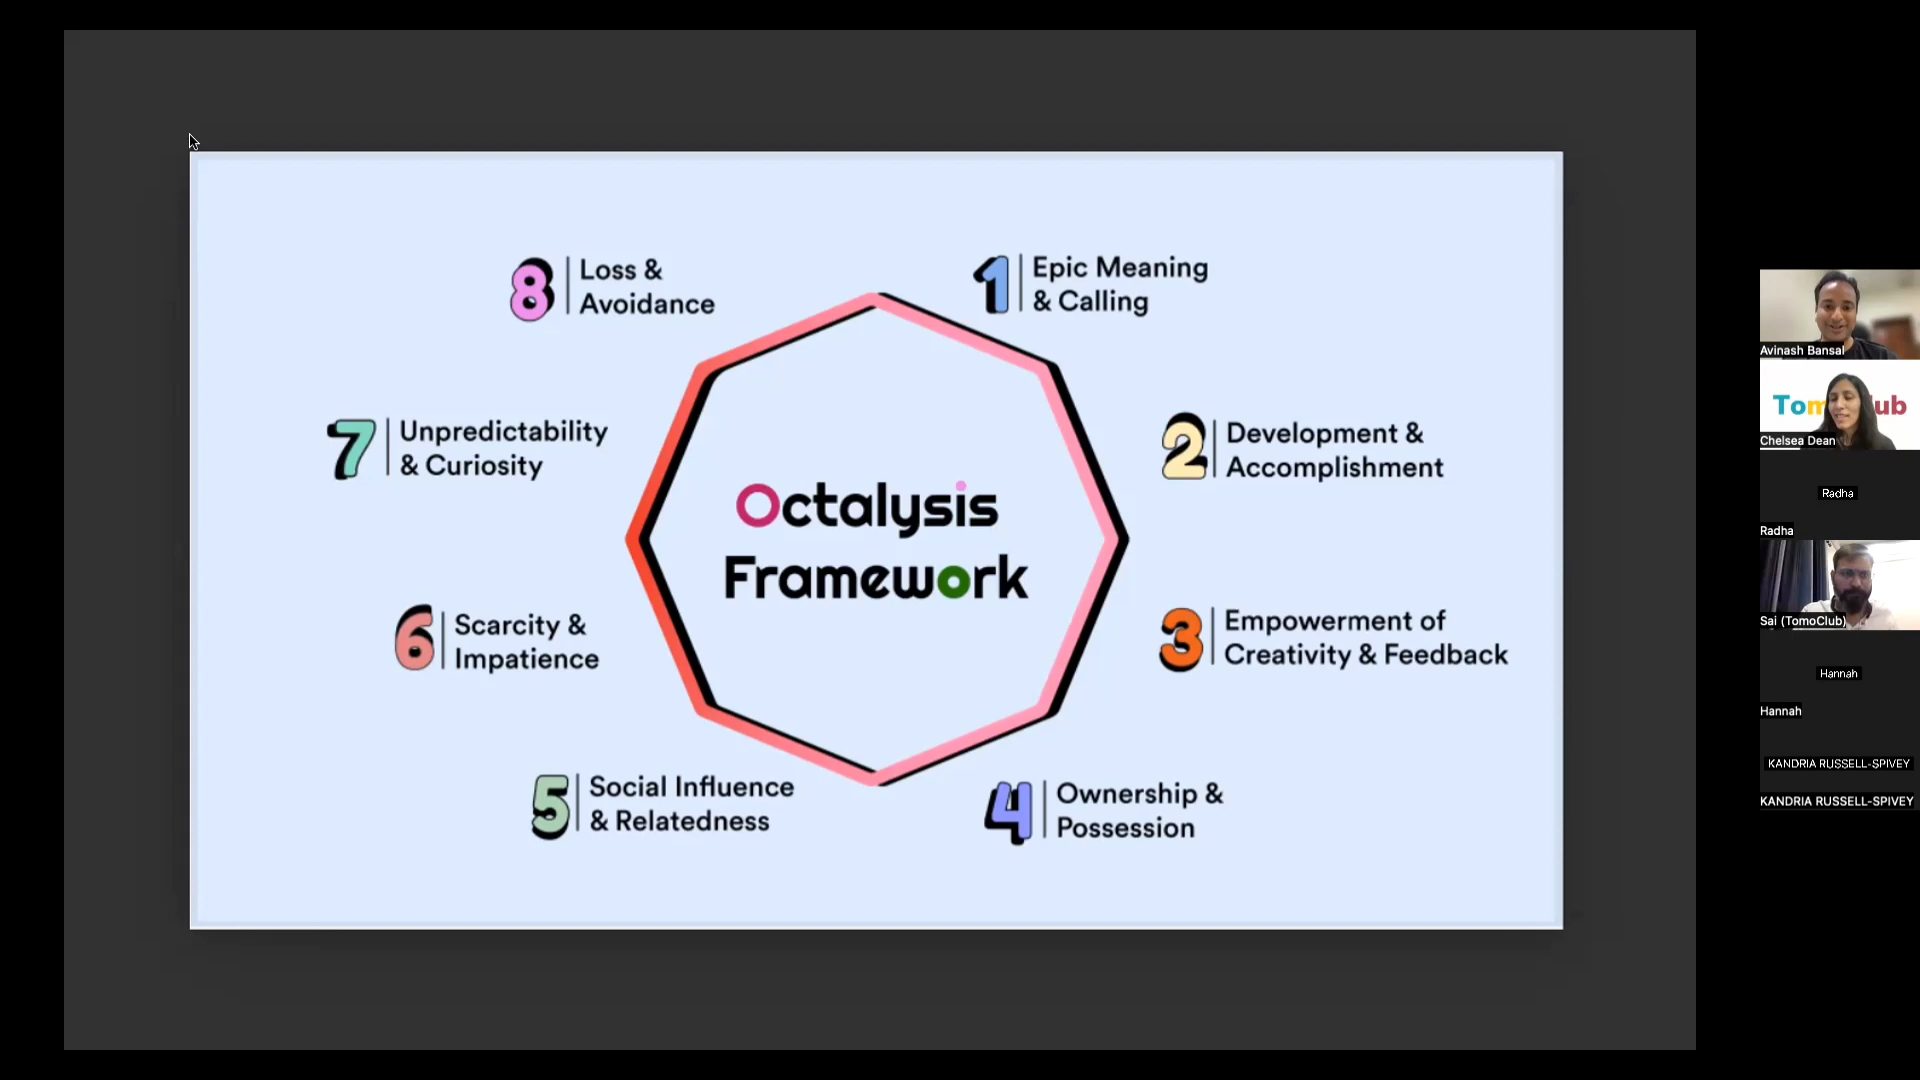 8
Loss &
Avoidance
1
Epic Meaning
& Calling
7
Unpredictability
& Curiosity
2
Development &
Accomplishment
Octalysis
Framework
6
Scarcity &
Impatience
3
Empowerment of
Creativity & Feedback
5
Social Influence
& Relatedness
4
Ownership &
Possession
Avinash Bansal
Tom ub
Chelsea Dean
Radha
Radha
Sai (TomoClub)
Hannah
Hannah
KANDRIA RUSSELL-SPIVEY
KANDRIA RUSSELL-SPIVEY